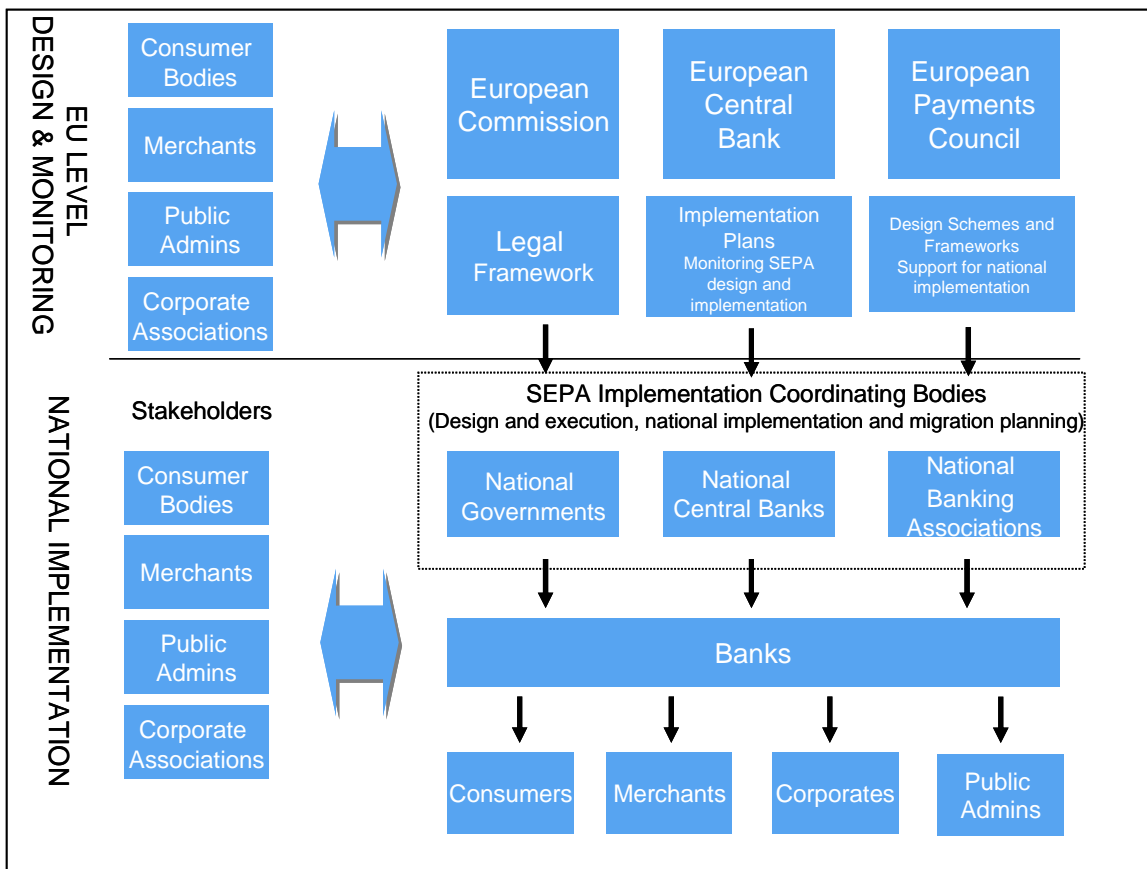 EU LEVEL
DESIGN & MONITORING
Consumer
Bodies
Merchants
Public
Admins
Corporate
Associations
European
Commission
European
Central
Bank
European
Payments
Council
Legal
Framework
Implementation
Plans
Monitoring SEPA
design and
implementation
Design Schemes and
Frameworks
Support for national
implementation
NATIONAL IMPLEMENTATION
Stakeholders
Consumer
Bodies
Merchants
Public
Admins
Corporate
Associations
SEPA Implementation Coordinating Bodies
(Design and execution, national implementation and migration planning)
National
Governments
National
Central Banks
National
Banking
Associations
Banks
Consumers
Merchants
Corporates
Public
Admins